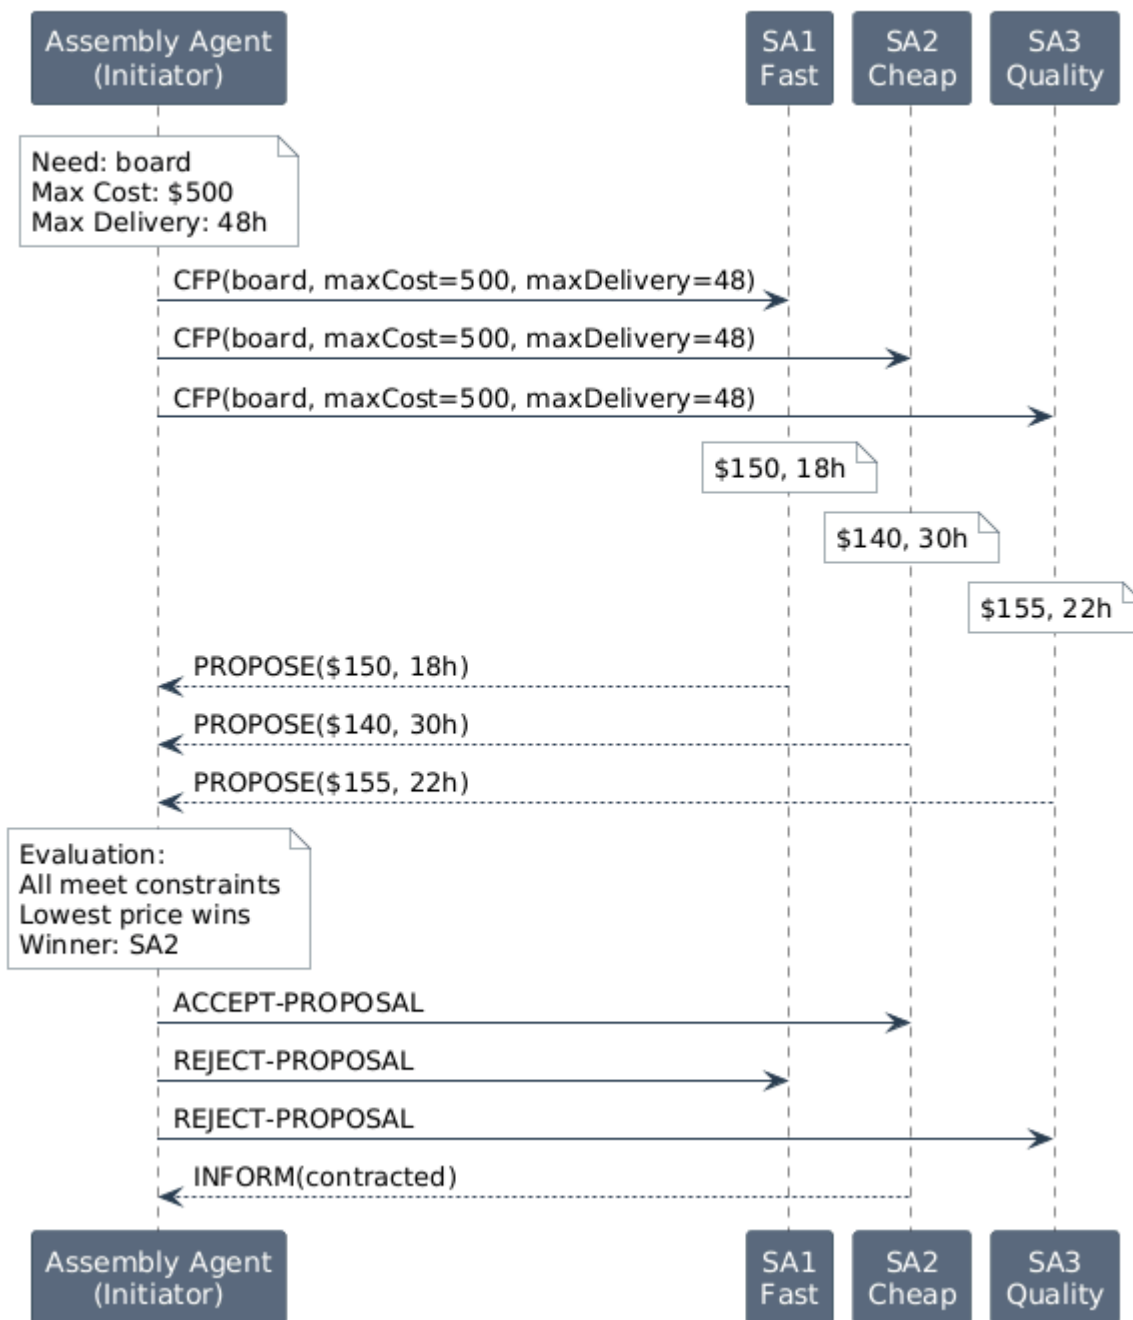 Assembly Agent
(Initiator)
SA1
Fast
SA2
Cheap
SA3
Quality
Need: board
Max Cost: $500
Max Delivery: 48h
CFP(board, maxCost=500, maxDelivery=48)
CFP(board, maxCost=500, maxDelivery=48)
CFP(board, maxCost=500, maxDelivery=48)
$150, 18h
$140, 30h
$155, 22h
PROPOSE($150, 18h)
PROPOSE($140, 30h)
PROPOSE($155, 22h)
Evaluation:
All meet constraints
Lowest price wins
Winner: SA2
ACCEPT-PROPOSAL
REJECT-PROPOSAL
REJECT-PROPOSAL
INFORM(contracted)
Assembly Agent
(Initiator)
SA1
Fast
SA2
Cheap
SA3
Quality